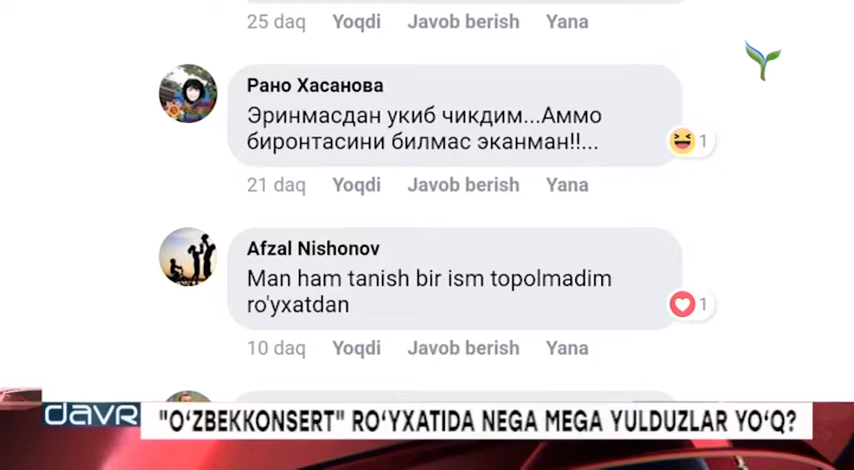 25 daq Yoqdi Javob berish Yana
Рано Хасанова
Эринмасдан укиб чикдим...Аммо
биронтасини билмас эканман!!...
1
21 daq Yoqdi Javob berish Yana
Afzal Nishonov
Man ham tanish bir ism topolmadim
ro'yxatdan
1
10 daq Yoqdi Javob berish Yana
davr
"O‘ZBEKKONSERT" RO‘YXATIDA NEGA MEGA YULDUZLAR YO‘Q?